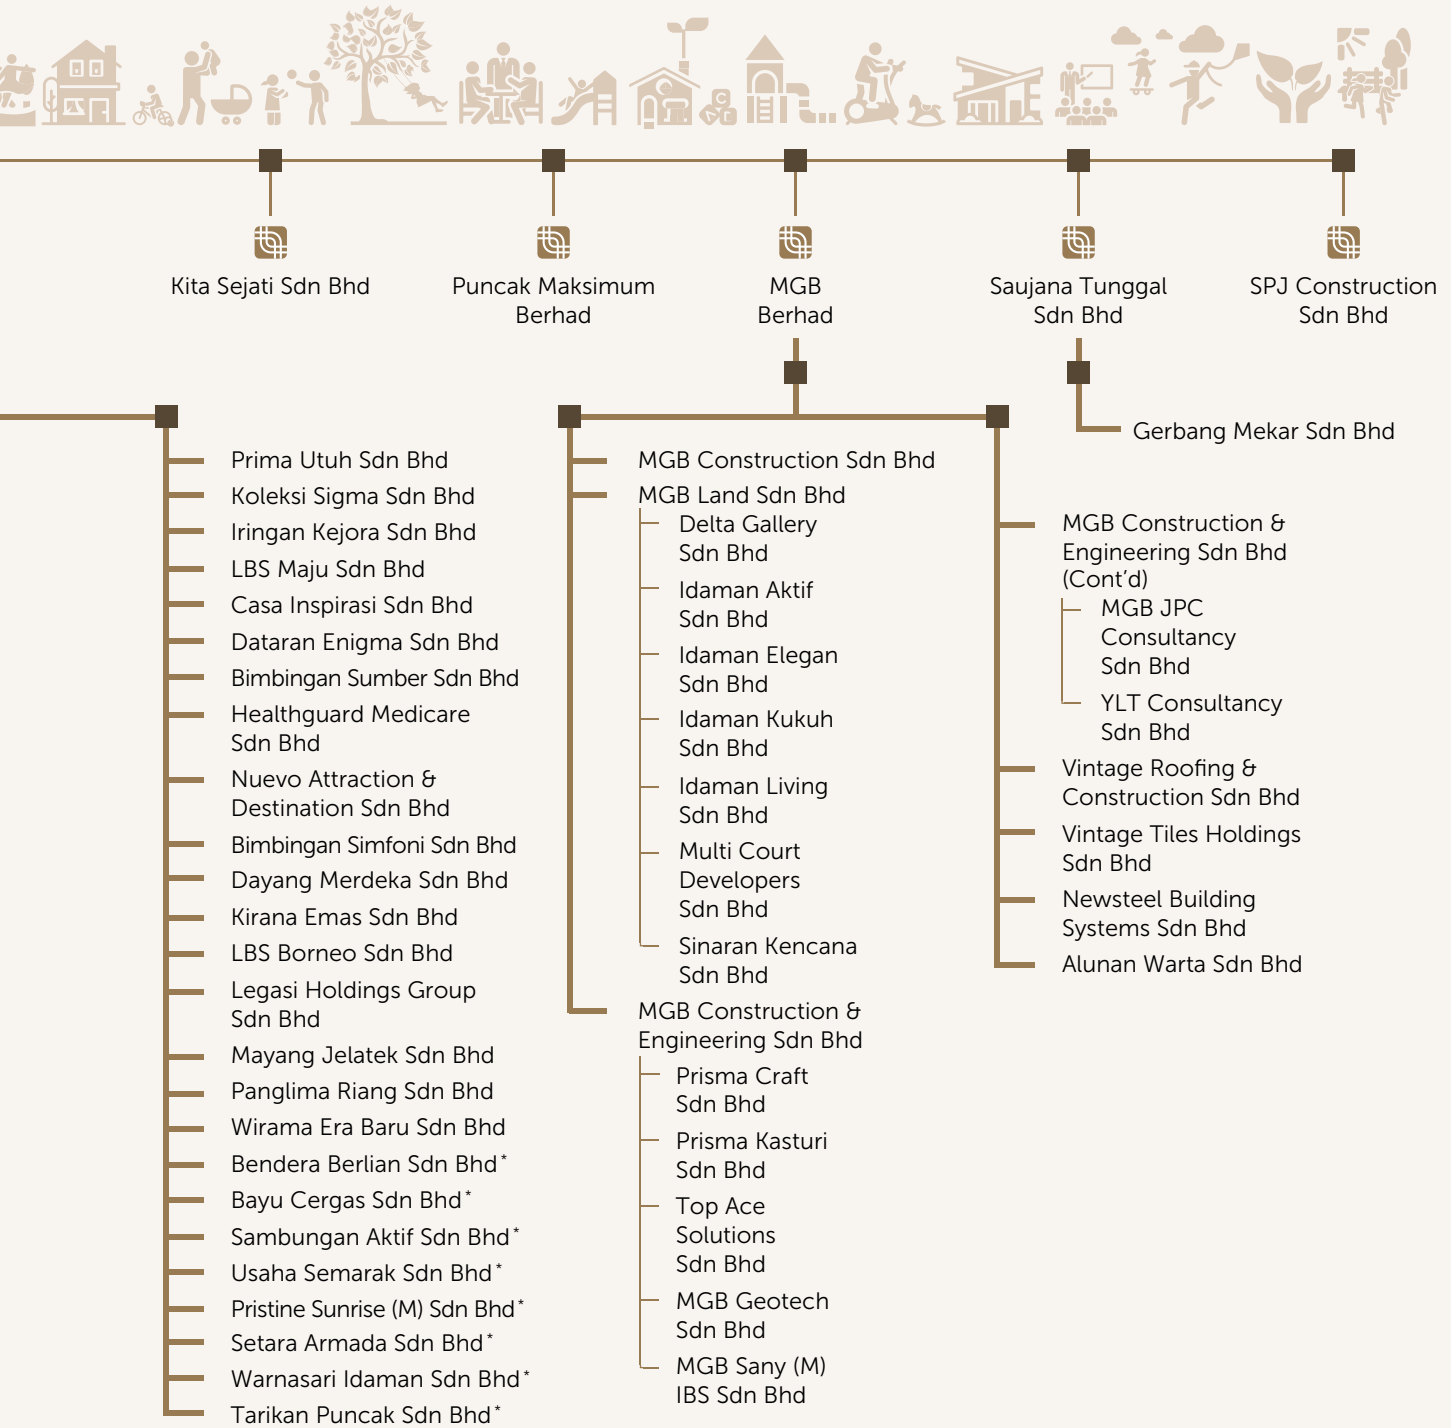 Kita Sejati Sdn Bhd
Puncak Maksimum
Berhad
MGB
Berhad
Saujana Tunggal
Sdn Bhd
SPJ Construction
Sdn Bhd
Gerbang Mekar Sdn Bhd
Prima Utuh Sdn Bhd
Koleksi Sigma Sdn Bhd
Iringan Kejora Sdn Bhd
LBS Maju Sdn Bhd
Casa Inspirasi Sdn Bhd
Dataran Enigma Sdn Bhd
Bimbingan Sumber Sdn Bhd
Healthguard Medicare
Sdn Bhd
Nuevo Attraction &
Destination Sdn Bhd
Bimbingan Simfoni Sdn Bhd
Dayang Merdeka Sdn Bhd
Kirana Emas Sdn Bhd
LBS Borneo Sdn Bhd
Legasi Holdings Group
Sdn Bhd
Mayang Jelatek Sdn Bhd
Panglima Riang Sdn Bhd
Wirama Era Baru Sdn Bhd
Bendera Berlian Sdn Bhd*
Bayu Cergas Sdn Bhd*
Sambungan Aktif Sdn Bhd*
Usaha Semarak Sdn Bhd*
Pristine Sunrise (M) Sdn Bhd*
Setara Armada Sdn Bhd*
Warnasari Idaman Sdn Bhd*
Tarikan Puncak Sdn Bhd*
MGB Construction Sdn Bhd
MGB Land Sdn Bhd
Delta Gallery
Sdn Bhd
Idaman Aktif
Sdn Bhd
Idaman Elegan
Sdn Bhd
Idaman Kukuh
Sdn Bhd
Idaman Living
Sdn Bhd
Multi Court
Developers
Sdn Bhd
Sinaran Kencana
Sdn Bhd
MGB Construction &
Engineering Sdn Bhd
Prisma Craft
Sdn Bhd
Prisma Kasturi
Sdn Bhd
Top Ace
Solutions
Sdn Bhd
MGB Geotech
Sdn Bhd
MGB Sany (M)
IBS Sdn Bhd
MGB Construction &
Engineering Sdn Bhd
(Cont'd)
MGB JPC
Consultancy
Sdn Bhd
YLT Consultancy
Sdn Bhd
Vintage Roofing &
Construction Sdn Bhd
Vintage Tiles Holdings
Sdn Bhd
Newsteel Building
Systems Sdn Bhd
Alunan Warta Sdn Bhd